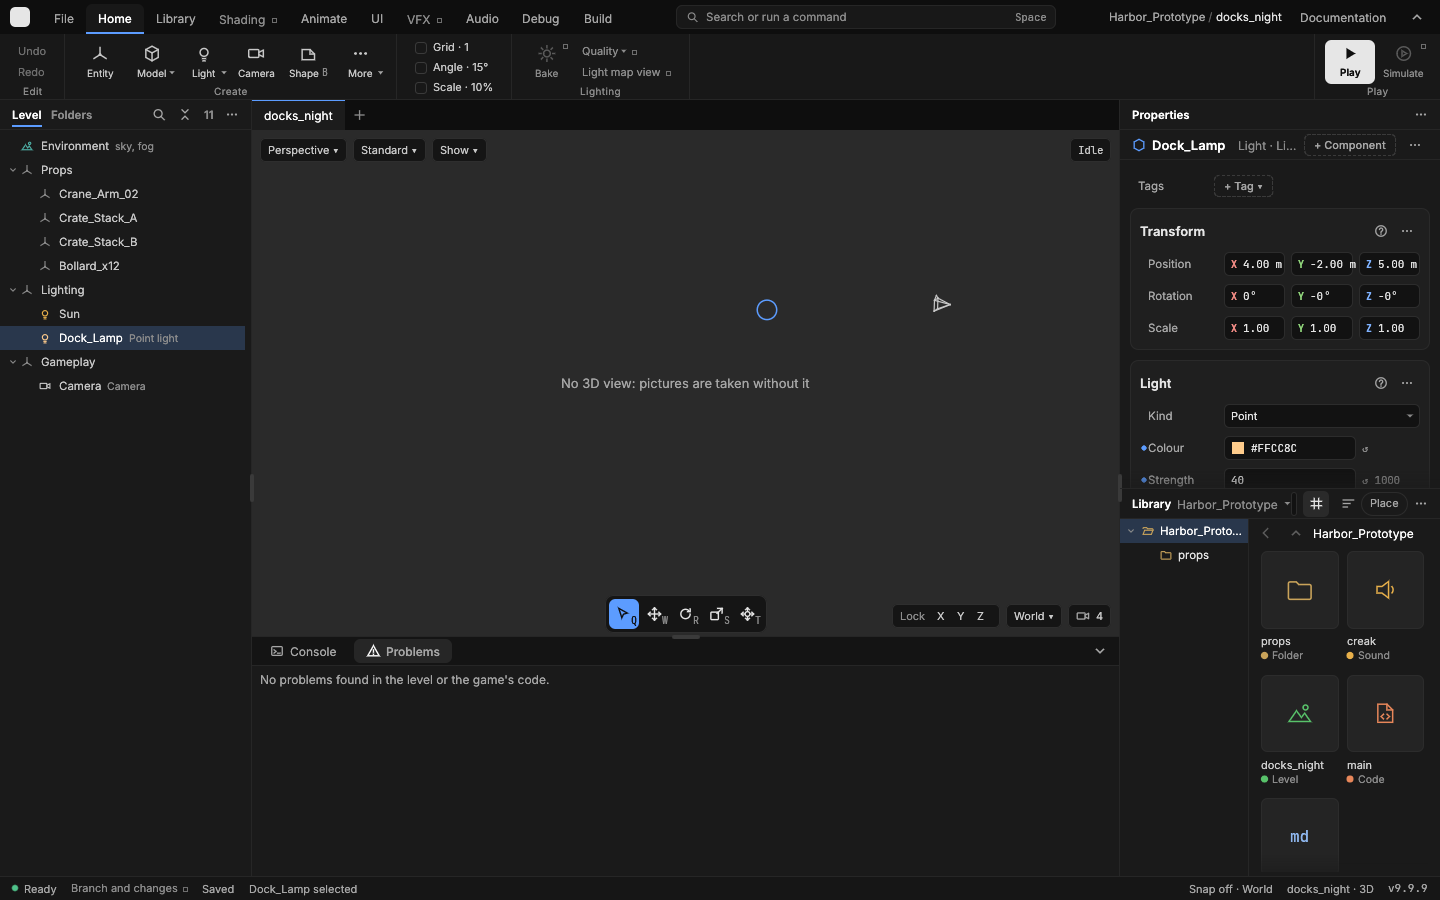 File Home Library Shading Animate UI VFX Audio Debug Build Search or run a command Space Harbor_Prototype / docks_night Documentation
Undo
Redo
Edit
Entity Model Light Camera Shape B More
Create
Grid · 1
Angle · 15°
Scale · 10%
Bake
Quality
Light map view
Lighting
Play Simulate
Play
Level Folders 11
Environment sky, fog
Props
Crane_Arm_02
Crate_Stack_A
Crate_Stack_B
Bollard_x12
Lighting
Sun
Dock_Lamp Point light
Gameplay
Camera Camera
docks_night
Perspective Standard Show Idle
No 3D view: pictures are taken without it
Q W R S T
Lock X Y Z World 4
Console Problems
No problems found in the level or the game's code.
Properties
Dock_Lamp Light · Li... + Component
Tags + Tag
Transform
Position X 4.00 m Y -2.00 m Z 5.00 m
Rotation X 0° Y -0° Z -0°
Scale X 1.00 Y 1.00 Z 1.00
Light
Kind Point
Colour #FFCC8C
Strength 40 1000
Library Harbor_Prototype Place
Harbor_Proto...
props
Harbor_Prototype
props
Folder
creak
Sound
docks_night
Level
main
Code
md
Ready Branch and changes Saved Dock_Lamp selected Snap off · World docks_night · 3D v9.9.9